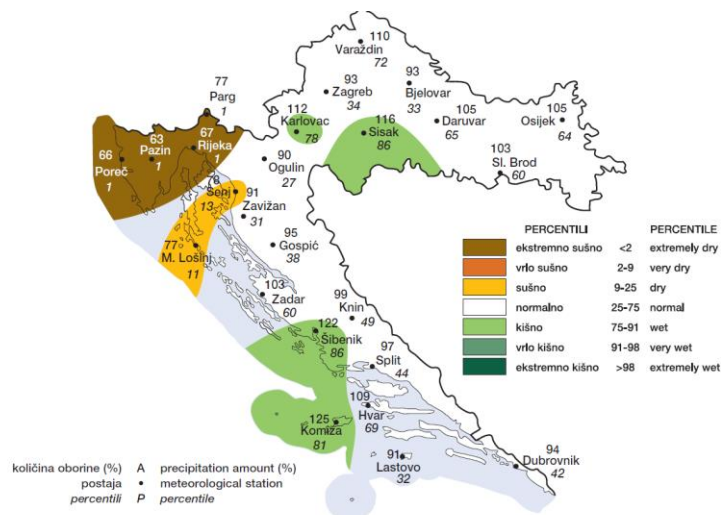 110
Varaždin
72
93
Zagreb
34
93
Bjelovar
33
77
Parg
1
112
Karlovac
78
116
Sisak
86
105
Daruvar
65
105
Osijek
64
63
Pazin
1
67
Rijeka
1
66
Poreč
1
90
Ogulin
27
103
Sl. Brod
60
78
Senj
13
91
Zavižan
31
77
M. Lošinj
11
95
Gospić
38
103
Zadar
60
99
Knin
49
122
Šibenik
86
97
Split
44
109
Hvar
69
125
Komiža
81
91
Lastovo
32
94
Dubrovnik
42
PERCENTILI PERCENTILE
ekstremno sušno <2 extremely dry
vrlo sušno 2-9 very dry
sušno 9-25 dry
normalno 25-75 normal
kišno 75-91 wet
vrlo kišno 91-98 very wet
ekstremno kišno >98 extremely wet
količina oborine (%) A precipitation amount (%)
postaja • meteorological station
percentili P percentile